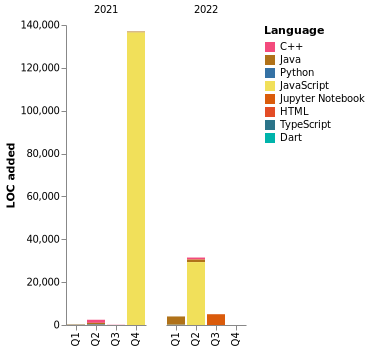 2021 2022
Language
C++
Java
Python
JavaScript
Jupyter Notebook
HTML
TypeScript
Dart
LOC added
140,000
120,000
100,000
80,000
60,000
40,000
20,000
0
Q1 Q2 Q3 Q4 Q1 Q2 Q3 Q4